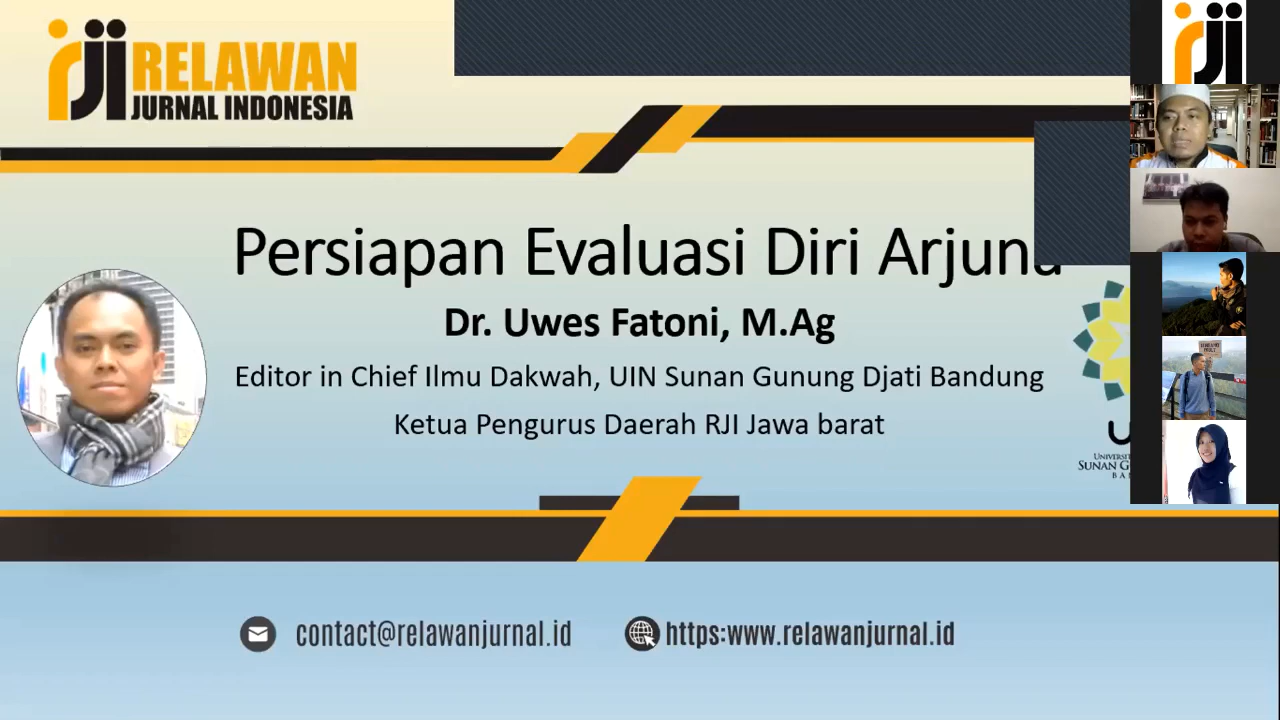 RELAWAN
JURNAL INDONESIA
Persiapan Evaluasi Diri Arjuna
Dr. Uwes Fatoni, M.Ag
Editor in Chief Ilmu Dakwah, UIN Sunan Gunung Djati Bandung
Ketua Pengurus Daerah RJI Jawa barat
SUNAN G
contact@relawanjurnal.id
https:www.relawanjurnal.id